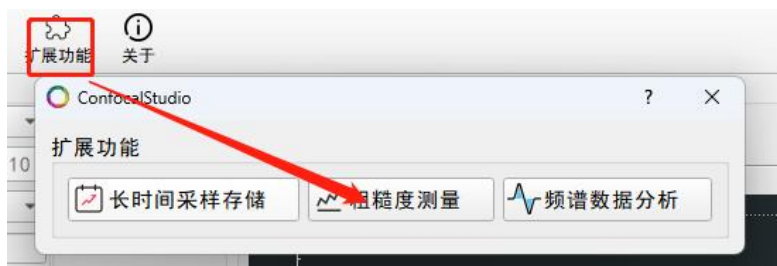 扩展功能 关于
ConfocalStudio ? ×
扩展功能
10
长时间采样存储 粗糙度测量 频谱数据分析